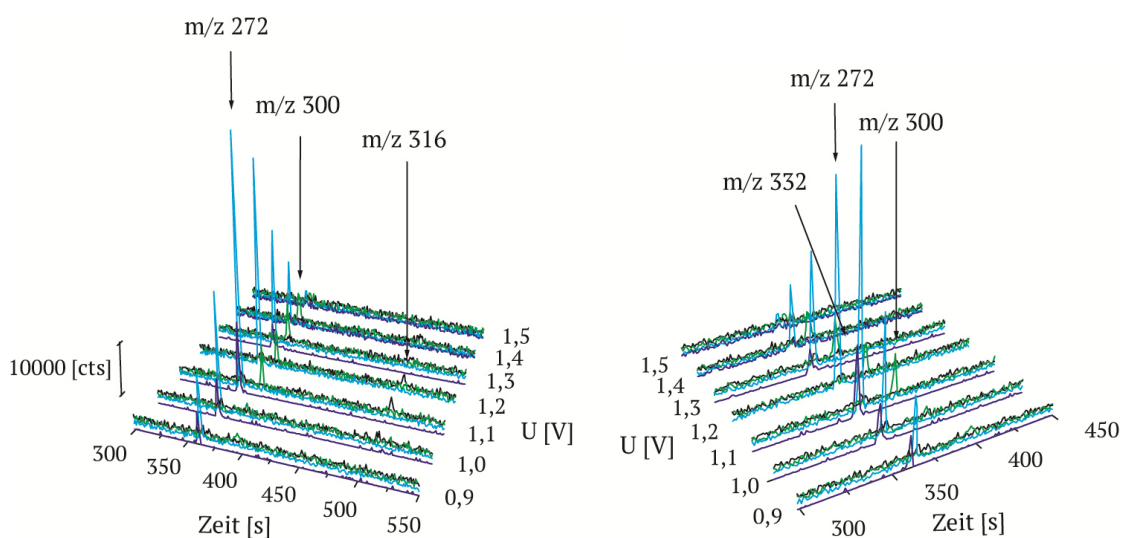 m/z 272
m/z 300
m/z 316
10000 [cts]
1,5
1,4
1,3
1,2
1,1
1,0
0,9
U [V]
300
350
400
450
500
550
Zeit [s]
m/z 272
m/z 300
m/z 332
1,5
1,4
1,3
1,2
1,1
1,0
0,9
U [V]
300
350
400
450
Zeit [s]